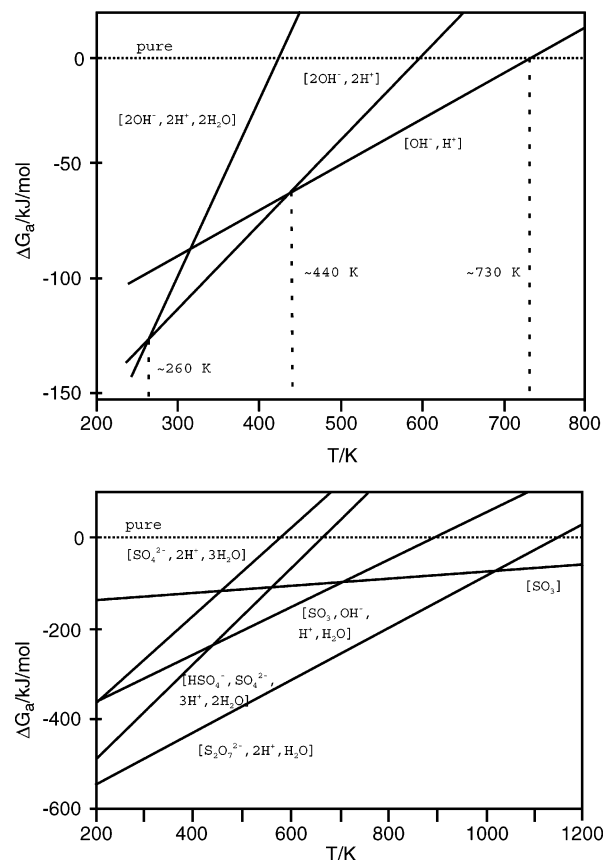 pure
0
[2OH⁻, 2H⁺]
[2OH⁻, 2H⁺, 2H₂O]
[OH⁻, H⁺]
-50
ΔGₐ/kJ/mol
~440 K
~730 K
-100
~260 K
-150
200 300 400 500 600 700 800
T/K
pure
0
[SO₄²⁻, 2H⁺, 3H₂O]
[SO₃]
[SO₃, OH⁻,
H⁺, H₂O]
-200
ΔGₐ/kJ/mol
[HSO₄⁻, SO₄²⁻,
3H⁺, 2H₂O]
-400
[S₂O₇²⁻, 2H⁺, H₂O]
-600
200 400 600 800 1000 1200
T/K